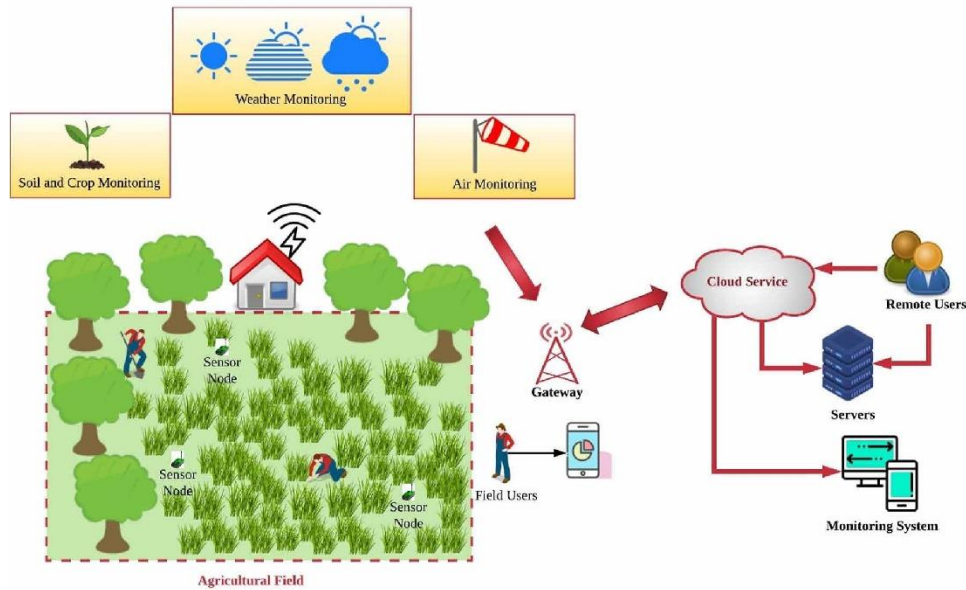 Weather Monitoring
Soil and Crop Monitoring
Air Monitoring
Cloud Service
Remote Users
Sensor
Node
Gateway
Servers
Sensor
Node
Sensor
Node
Field Users
Monitoring System
Agricultural Field